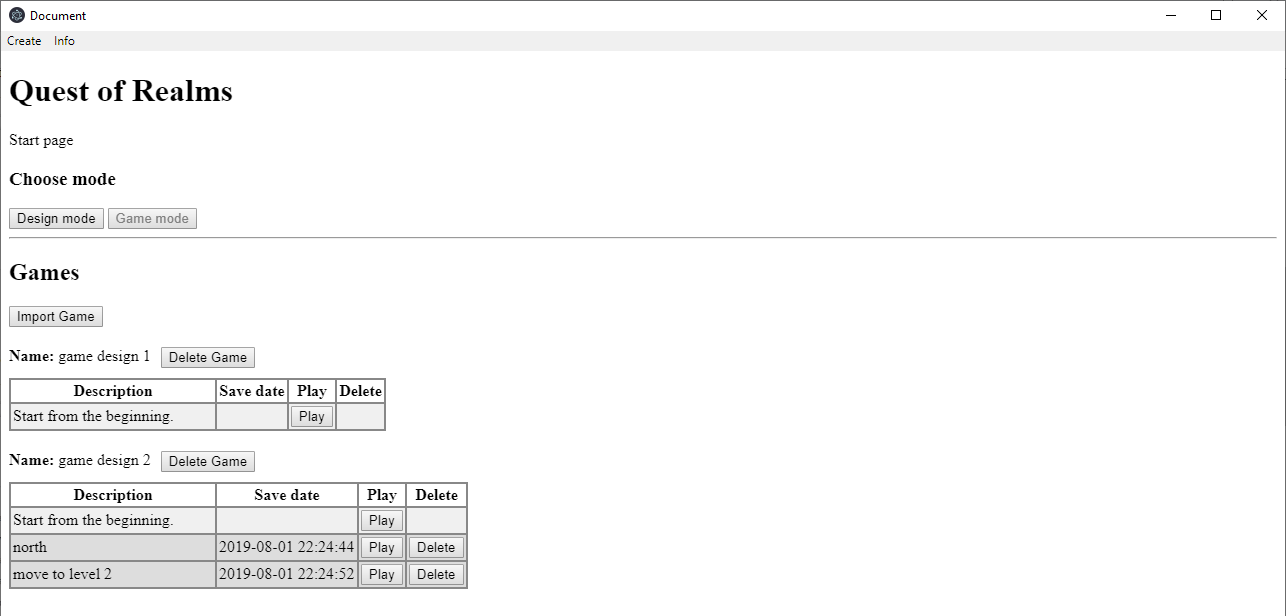 Document
Create Info
Quest of Realms
Start page
Choose mode
Design mode Game mode
Games
Import Game
Name: game design 1 Delete Game
Description Save date Play Delete
Start from the beginning. Play
Name: game design 2 Delete Game
Description Save date Play Delete
Start from the beginning. Play
north 2019-08-01 22:24:44 Play Delete
move to level 2 2019-08-01 22:24:52 Play Delete